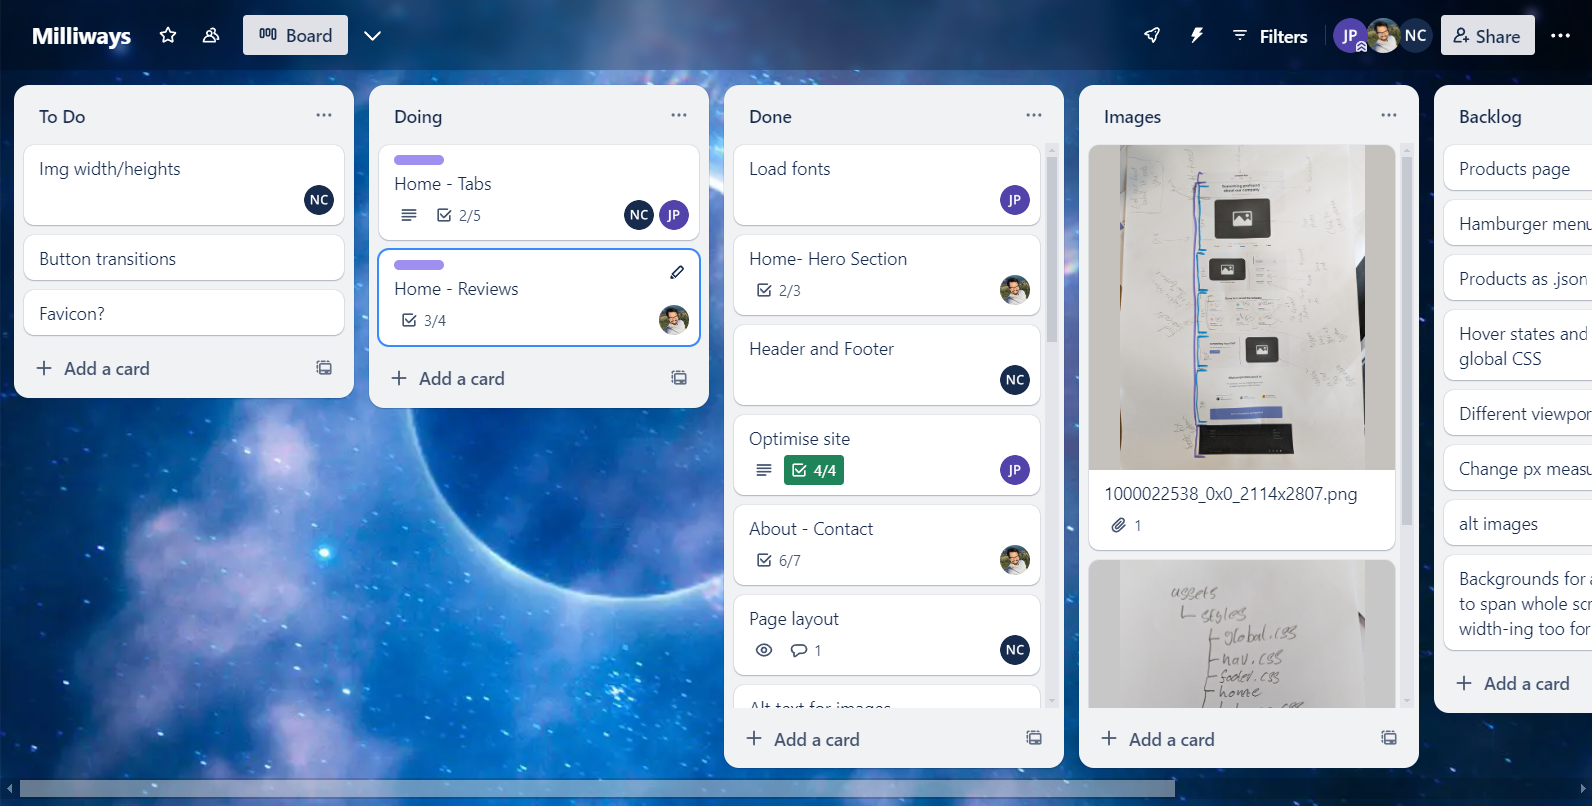 Milliways
Board
Filters
JP
NC
Share
To Do
Img width/heights
NC
Button transitions
Favicon?
Add a card
Doing
Home - Tabs
2/5
NC
JP
Home - Reviews
3/4
Add a card
Done
Load fonts
JP
Home- Hero Section
2/3
Header and Footer
NC
Optimise site
4/4
JP
About - Contact
6/7
Page layout
1
NC
Alt text for images
Add a card
Images
1000022538_0x0_2114x2807.png
1
assets
styles
global.css
nav.css
footer.css
home
Add a card
Backlog
Products page
Hamburger menu
Products as .json
Hover states and
global CSS
Different viewpor
Change px measu
alt images
Backgrounds for a
to span whole scr
width-ing too for
Add a card